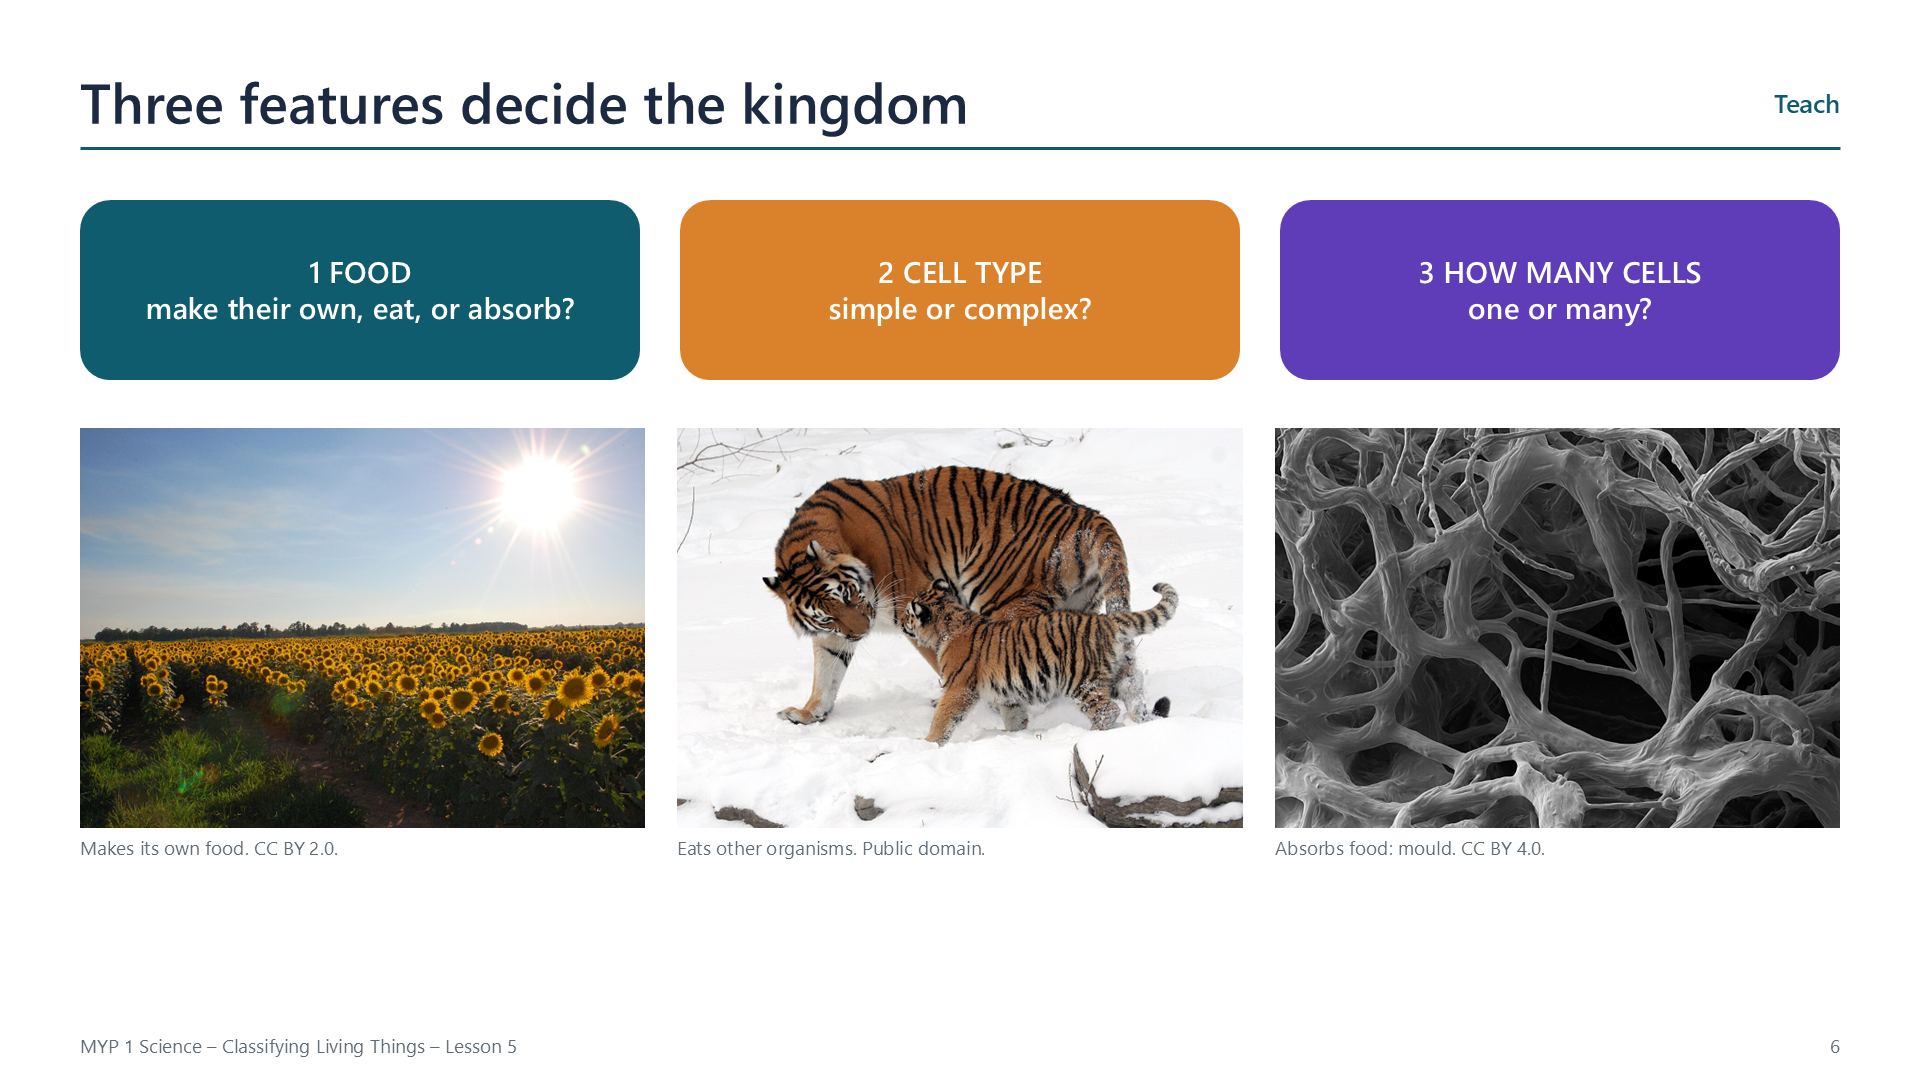 Three features decide the kingdom
Teach
1 FOOD
make their own, eat, or absorb?
2 CELL TYPE
simple or complex?
3 HOW MANY CELLS
one or many?
Makes its own food. CC BY 2.0.
Eats other organisms. Public domain.
Absorbs food: mould. CC BY 4.0.
MYP 1 Science – Classifying Living Things – Lesson 5
6